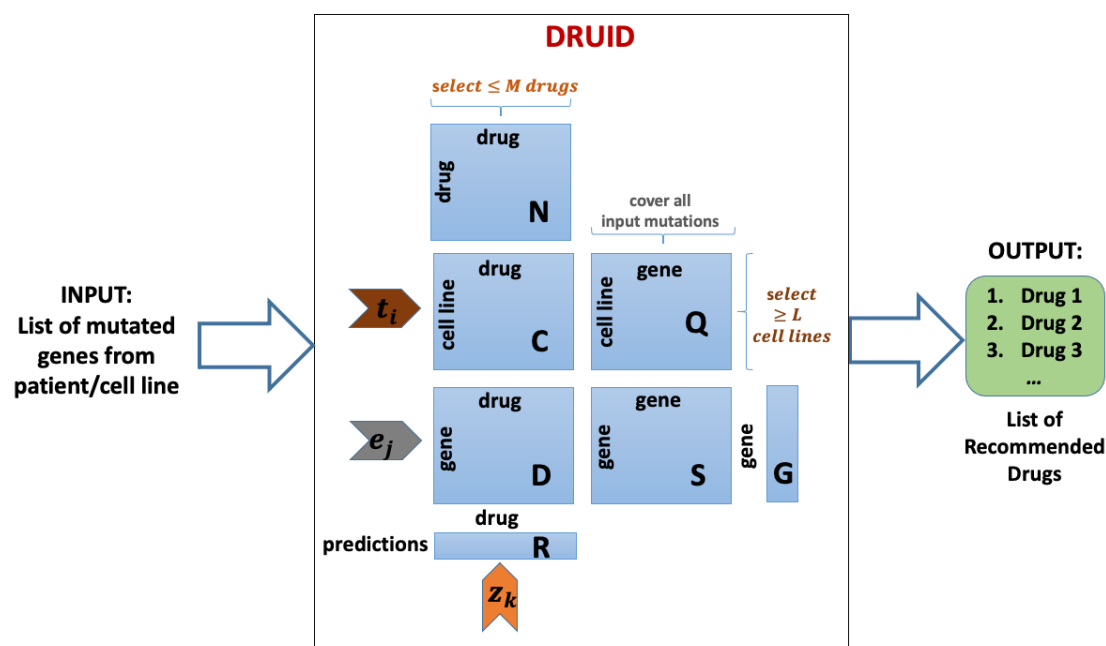 DRUID
select ≤ M drugs
drug
drug
N
cover all
input mutations
INPUT:
List of mutated
genes from
patient/cell line
t_i
drug
cell line
C
gene
cell line
Q
select
≥ L
cell lines
e_j
drug
gene
D
gene
gene
S
gene
G
drug
predictions
R
z_k
OUTPUT:
1. Drug 1
2. Drug 2
3. Drug 3
...
List of
Recommended
Drugs